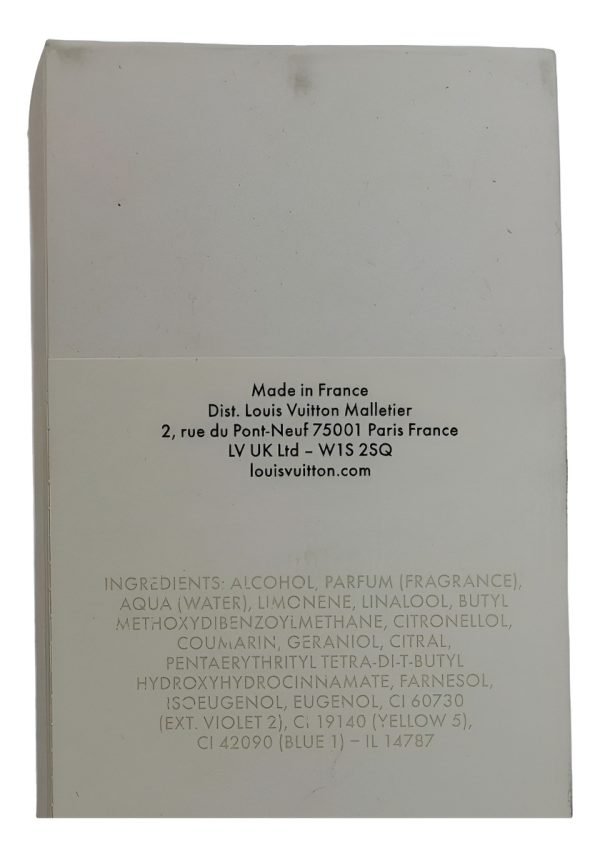 Made in France
Dist. Louis Vuitton Malletier
2, rue du Pont-Neuf 75001 Paris France
LV UK Ltd – W1S 2SQ
louisvuitton.com
INGREDIENTS: ALCOHOL, PARFUM (FRAGRANCE),
AQUA (WATER), LIMONENE, LINALOOL, BUTYL
METHOXYDIBENZOYLMETHANE, CITRONELLOL,
COUMARIN, GERANIOL, CITRAL,
PENTAERYTHRITYL TETRA-DI-T-BUTYL
HYDROXYHYDROCINNAMATE, FARNESOL,
ISOEUGENOL, EUGENOL, CI 60730
(EXT. VIOLET 2), CI 19140 (YELLOW 5),
CI 42090 (BLUE 1) – IL 14787